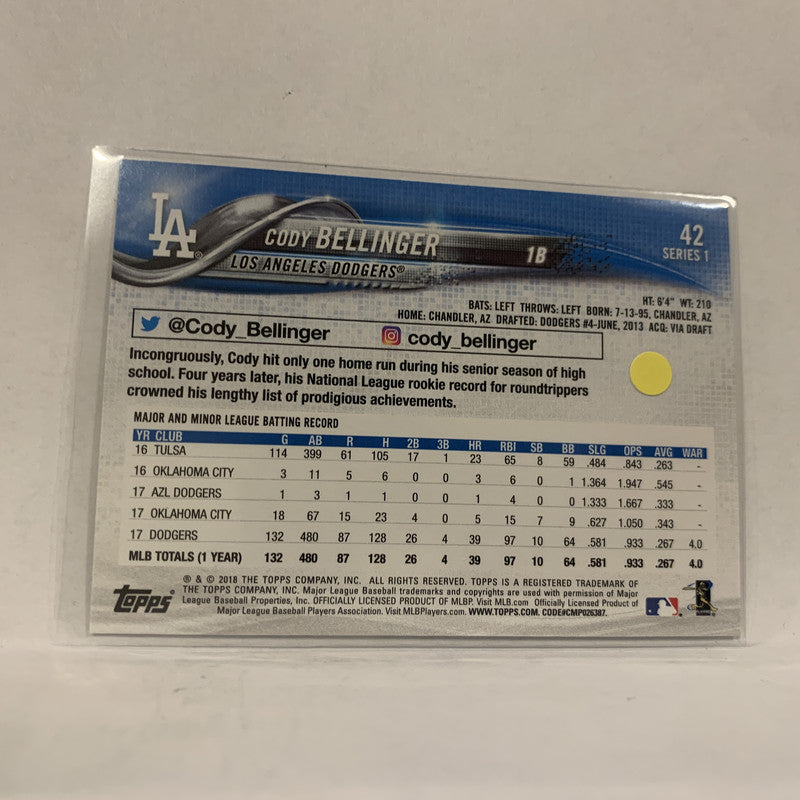 LA
CODY BELLINGER
1B
42
SERIES 1
LOS ANGELES DODGERS®
HT: 6'4" WT: 210
BATS: LEFT THROWS: LEFT BORN: 7-13-95, CHANDLER, AZ
HOME: CHANDLER, AZ DRAFTED: DODGERS #4-JUNE, 2013 ACQ: VIA DRAFT
@Cody_Bellinger cody_bellinger
Incongruously, Cody hit only one home run during his senior season of high
school. Four years later, his National League rookie record for roundtrippers
crowned his lengthy list of prodigious achievements.
MAJOR AND MINOR LEAGUE BATTING RECORD
YR CLUB G AB R H 2B 3B HR RBI SB BB SLG OPS AVG WAR
16 TULSA 114 399 61 105 17 1 23 65 8 59 .484 .843 .263 -
16 OKLAHOMA CITY 3 11 5 6 0 0 3 6 0 1 1.364 1.947 .545 -
17 AZL DODGERS 1 3 1 1 0 0 1 4 0 0 1.333 1.667 .333 -
17 OKLAHOMA CITY 18 67 15 23 4 0 5 15 7 9 .627 1.050 .343 -
17 DODGERS 132 480 87 128 26 4 39 97 10 64 .581 .933 .267 4.0
MLB TOTALS (1 YEAR) 132 480 87 128 26 4 39 97 10 64 .581 .933 .267 4.0
topps
® & © 2018 THE TOPPS COMPANY, INC. ALL RIGHTS RESERVED. TOPPS IS A REGISTERED TRADEMARK OF
THE TOPPS COMPANY, INC. Major League Baseball trademarks and copyrights are used with permission of Major
League Baseball Properties, Inc. OFFICIALLY LICENSED PRODUCT OF MLBP. Visit MLB.com Officially Licensed Product of
Major League Baseball Players Association. Visit MLBPlayers.com. WWW.TOPPS.COM. CODE#CMP026387.